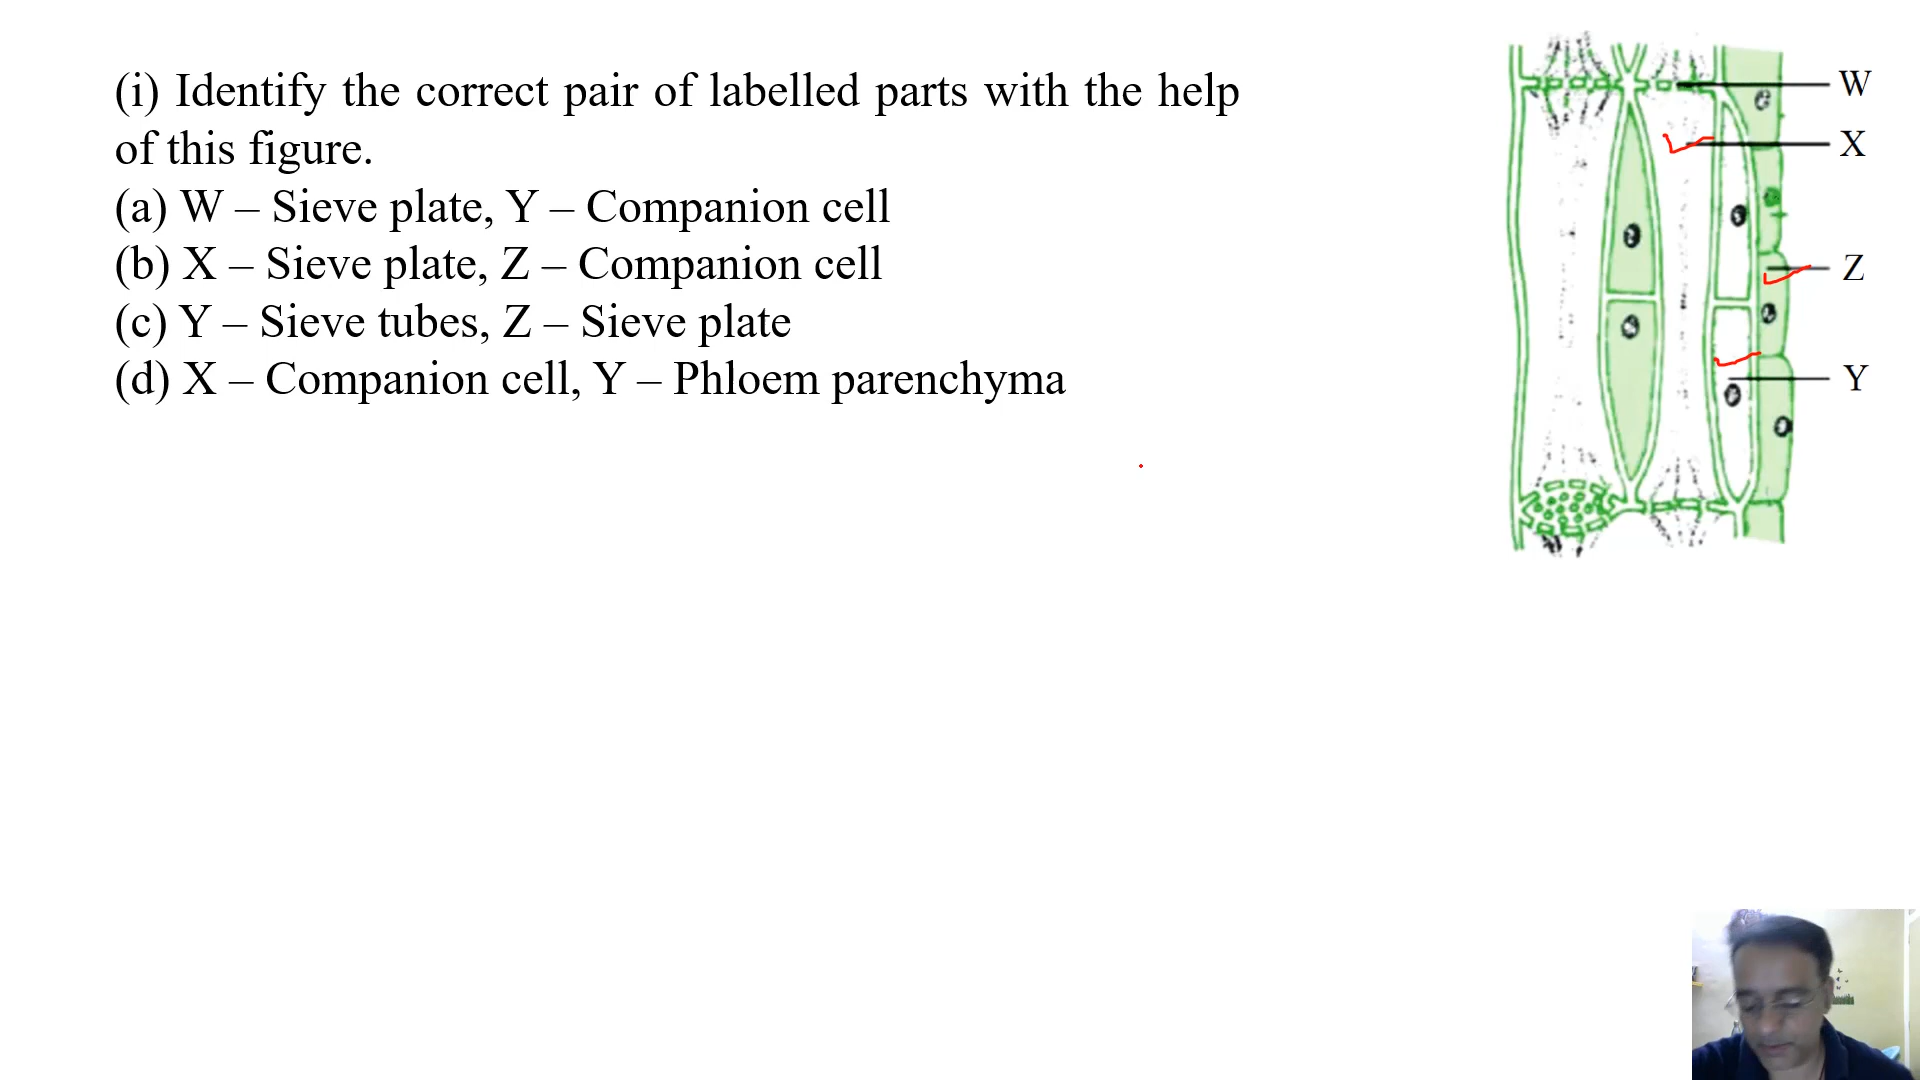 (i) Identify the correct pair of labelled parts with the help
of this figure.
(a) W – Sieve plate, Y – Companion cell
(b) X – Sieve plate, Z – Companion cell
(c) Y – Sieve tubes, Z – Sieve plate
(d) X – Companion cell, Y – Phloem parenchyma
W
X
Z
Y